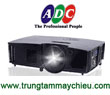 ADC
The Professional People
www.trungtammaychieu.com